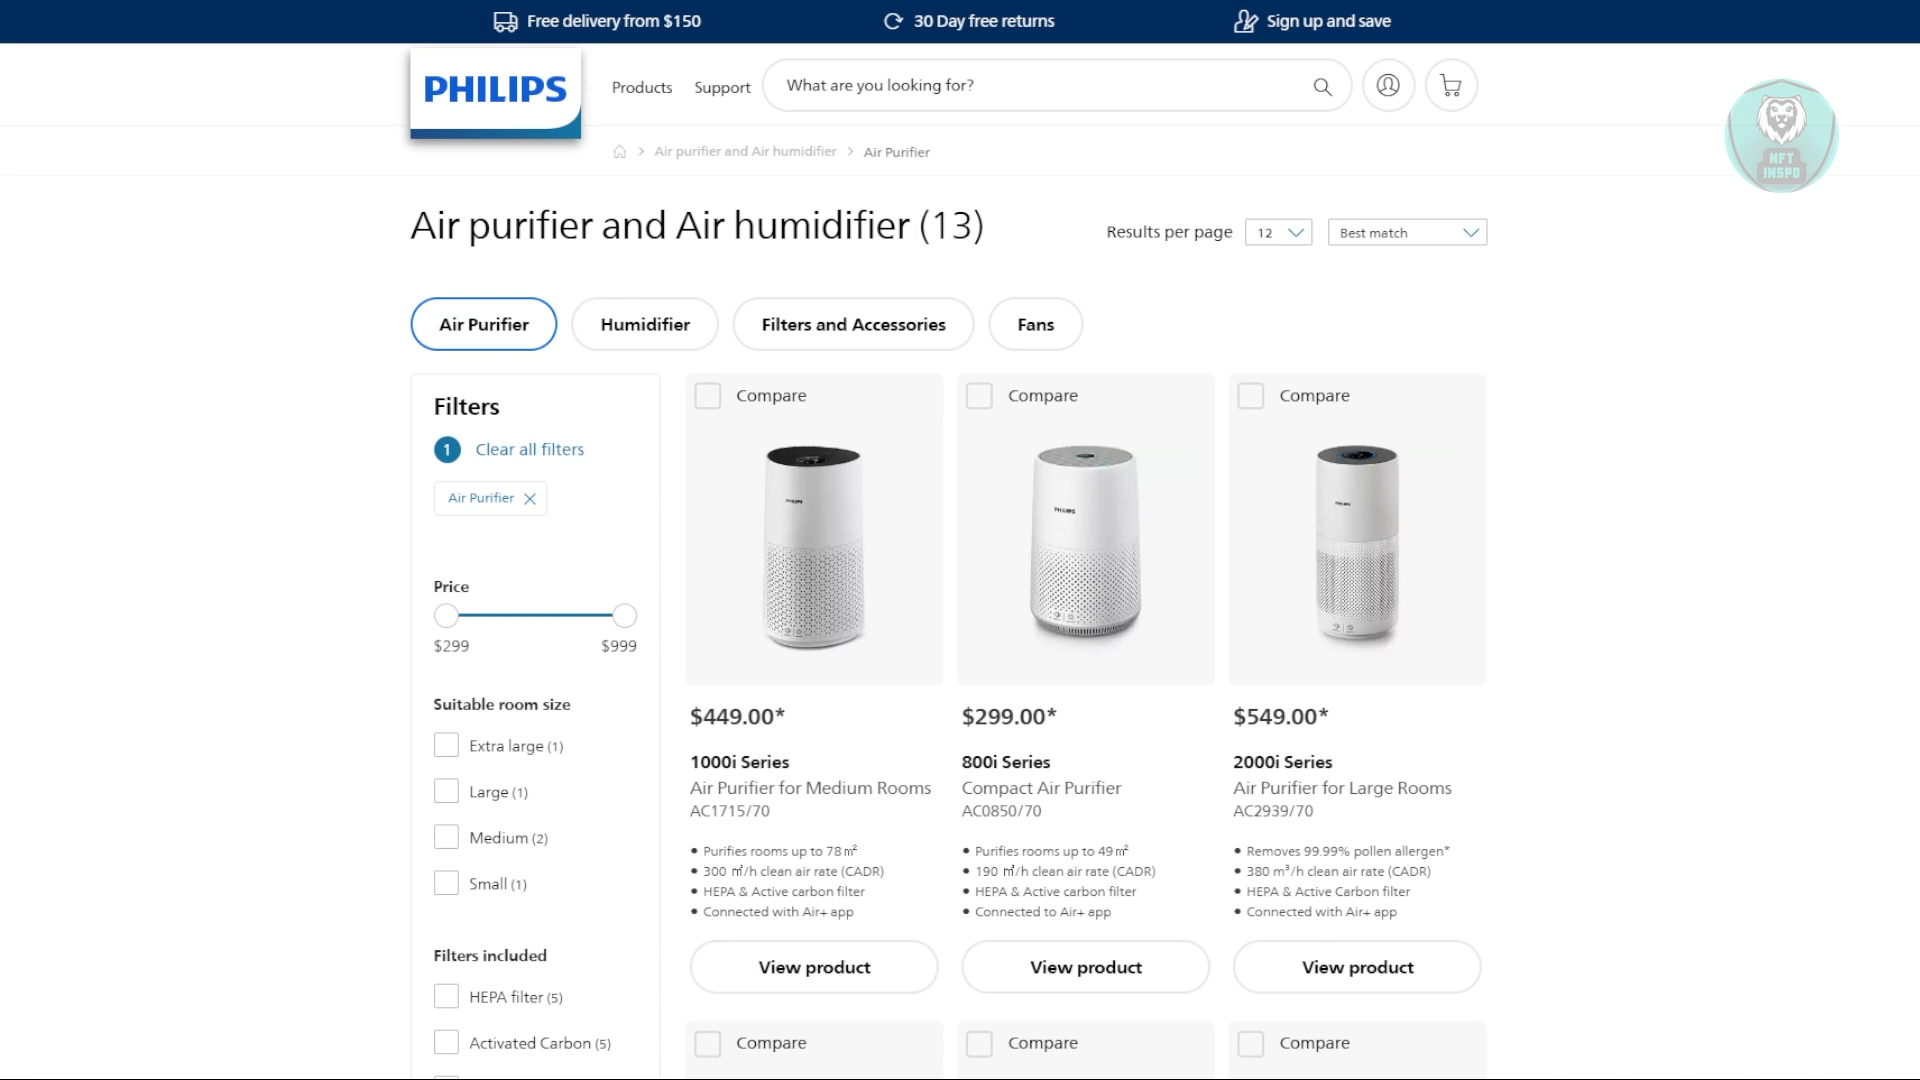 Free delivery from $150
30 Day free returns
Sign up and save
PHILIPS
Products
Support
What are you looking for?
NFT
INSPO
Air purifier and Air humidifier
Air Purifier
Air purifier and Air humidifier (13)
Results per page
12
Best match
Air Purifier
Humidifier
Filters and Accessories
Fans
Filters
1
Clear all filters
Air Purifier
Price
$299
$999
Suitable room size
Extra large (1)
Large (1)
Medium (2)
Small (1)
Filters included
HEPA filter (5)
Activated Carbon (5)
Compare
PHILIPS
$449.00*
1000i Series
Air Purifier for Medium Rooms
AC1715/70
• Purifies rooms up to 78㎡
• 300 ㎥/h clean air rate (CADR)
• HEPA & Active carbon filter
• Connected with Air+ app
View product
Compare
PHILIPS
$299.00*
800i Series
Compact Air Purifier
AC0850/70
• Purifies rooms up to 49㎡
• 190 ㎥/h clean air rate (CADR)
• HEPA & Active carbon filter
• Connected to Air+ app
View product
Compare
PHILIPS
$549.00*
2000i Series
Air Purifier for Large Rooms
AC2939/70
• Removes 99.99% pollen allergen*
• 380 m³/h clean air rate (CADR)
• HEPA & Active Carbon filter
• Connected with Air+ app
View product
Compare
Compare
Compare